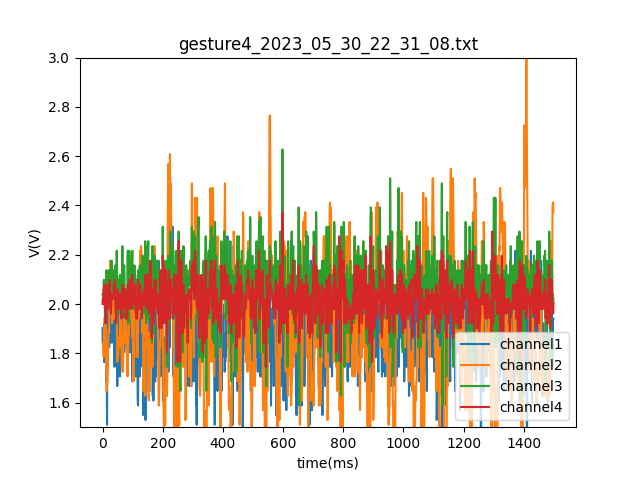 gesture4_2023_05_30_22_31_08.txt
3.0
2.8
2.6
2.4
2.2
2.0
1.8
1.6
V(V)
channel1
channel2
channel3
channel4
0 200 400 600 800 1000 1200 1400
time(ms)